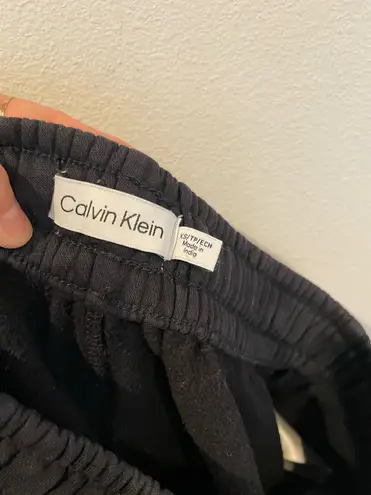 Calvin Klein
XS/TP/ECH
Made in
India